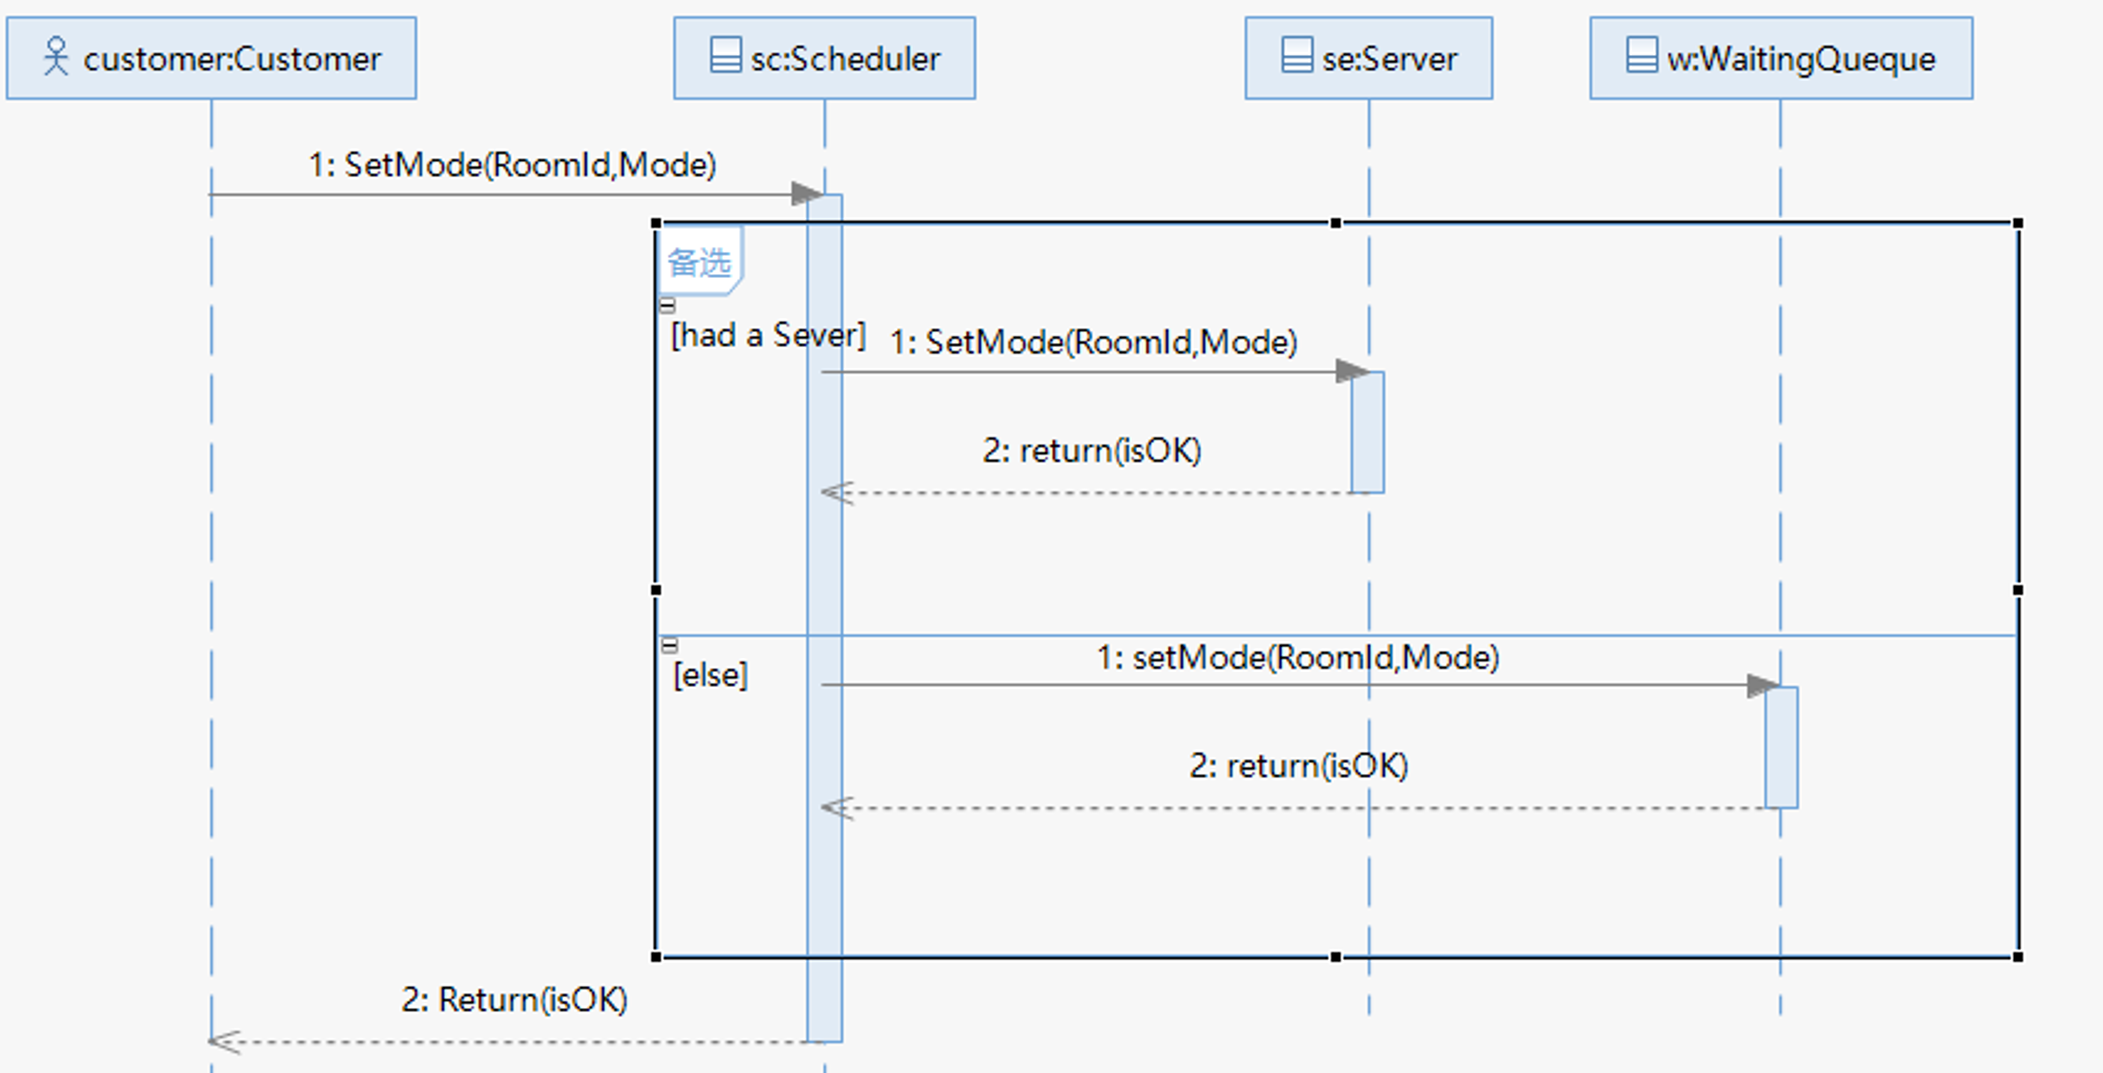 customer:Customer
sc:Scheduler
se:Server
w:WaitingQueque
1: SetMode(RoomId,Mode)
备选
[had a Sever]
1: SetMode(RoomId,Mode)
2: return(isOK)
[else]
1: setMode(RoomId,Mode)
2: return(isOK)
2: Return(isOK)